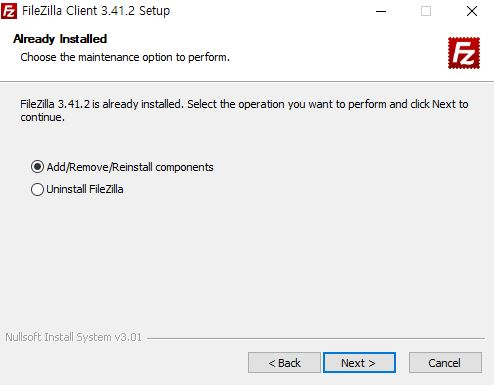 FileZilla Client 3.41.2 Setup
Already Installed
Choose the maintenance option to perform.
Fz
FileZilla 3.41.2 is already installed. Select the operation you want to perform and click Next to
continue.
Add/Remove/Reinstall components
Uninstall FileZilla
Nullsoft Install System v3.01
< Back
Next >
Cancel